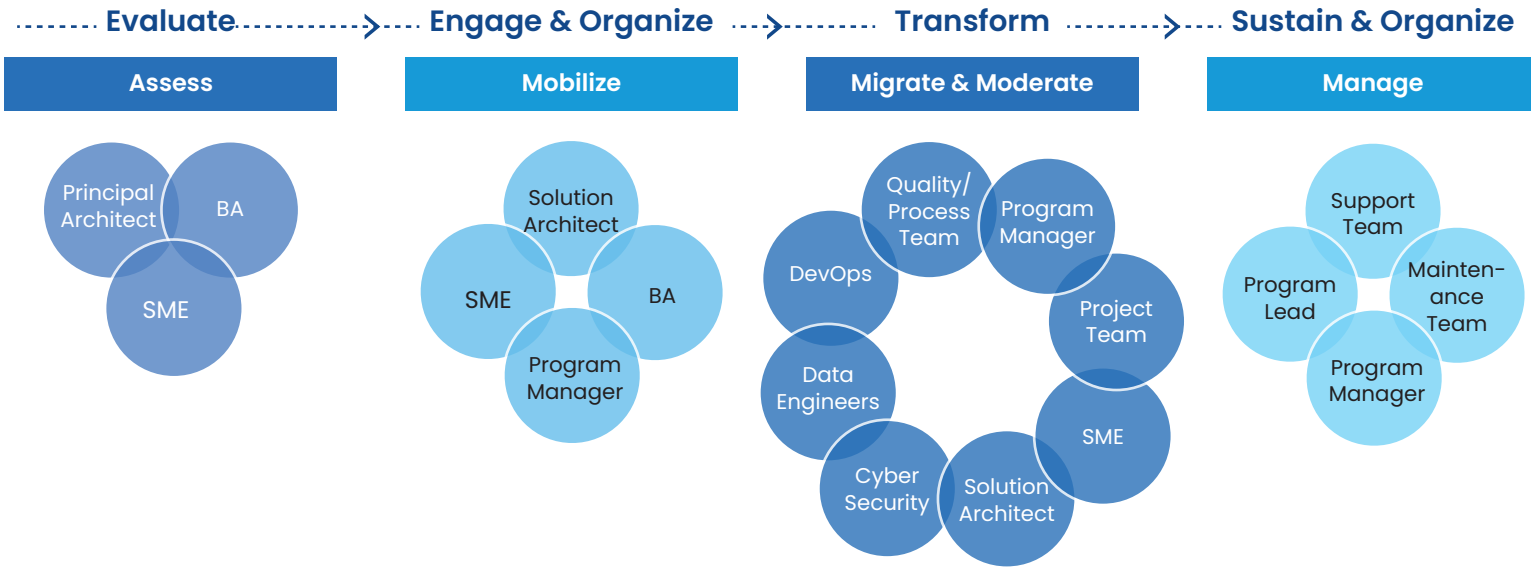 Evaluate
Engage & Organize
Transform
Sustain & Organize
Assess
Mobilize
Migrate & Moderate
Manage
Principal
Architect
BA
SME
Solution
Architect
SME
BA
Program
Manager
Quality/
Process
Team
Program
Manager
DevOps
Project
Team
Data
Engineers
SME
Cyber
Security
Solution
Architect
Support
Team
Program
Lead
Mainten-
ance
Team
Program
Manager